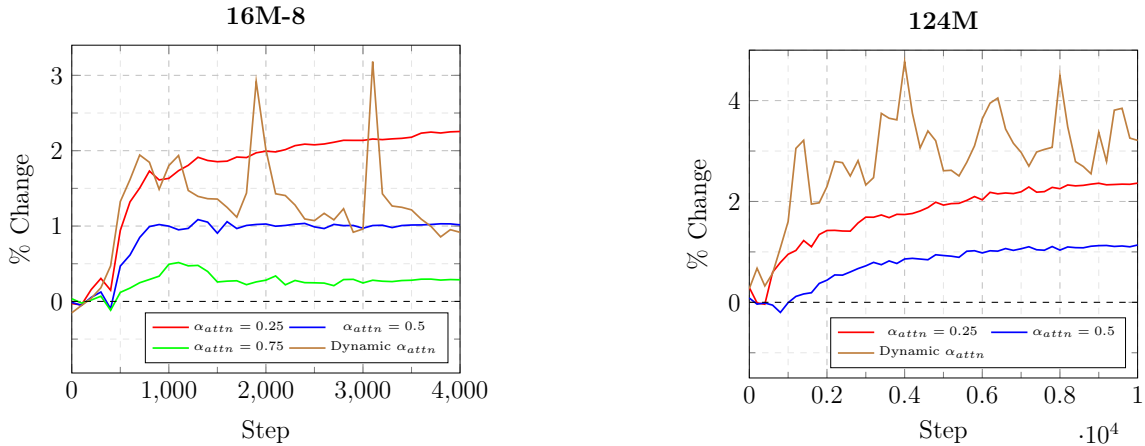 16M-8
% Change
3
2
1
0
α_attn = 0.25 α_attn = 0.5
α_attn = 0.75 Dynamic α_attn
0 1,000 2,000 3,000 4,000
Step
124M
% Change
4
2
0
α_attn = 0.25 α_attn = 0.5
Dynamic α_attn
0 0.2 0.4 0.6 0.8 1
Step ·10^4